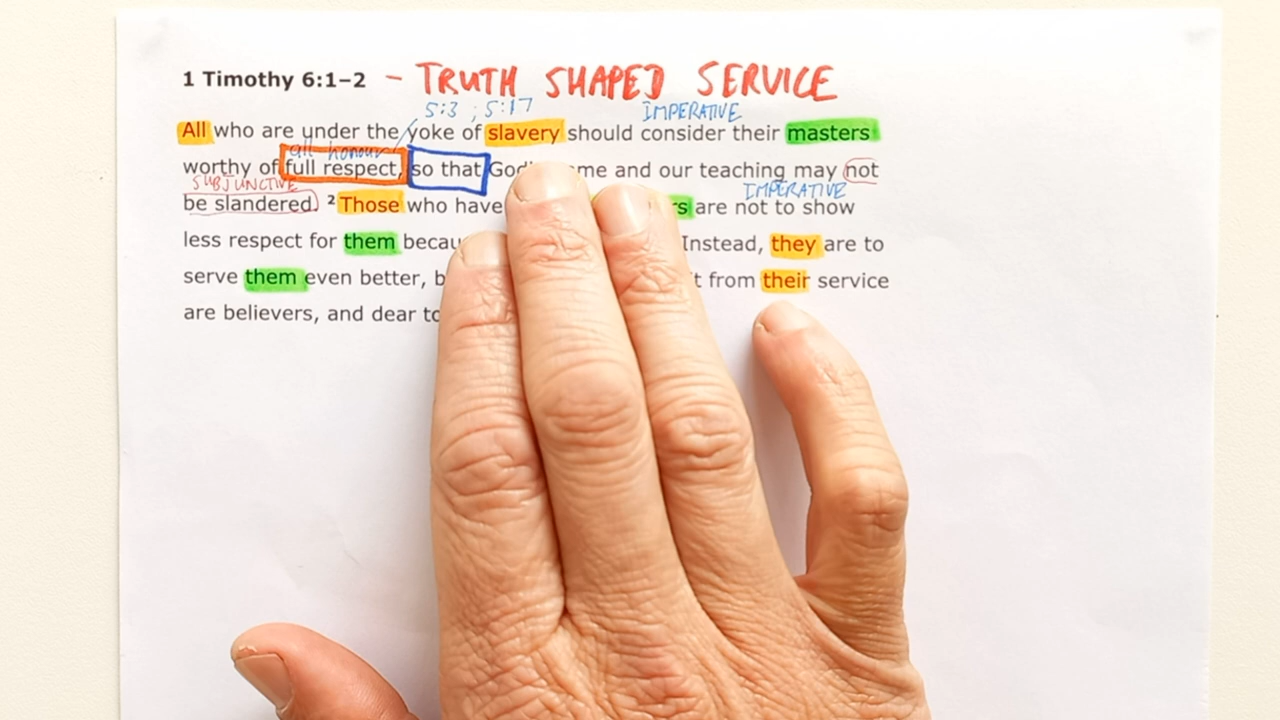 1 Timothy 6:1–2 – TRUTH SHAPED SERVICE
5:3 ; 5:17 IMPERATIVE
All who are under the yoke of slavery should consider their masters
all honour
worthy of full respect, so that God's me and our teaching may not
SUBJUNCTIVE IMPERATIVE
be slandered. ² Those who have rs are not to show
less respect for them becau Instead, they are to
serve them even better, b t from their service
are believers, and dear to